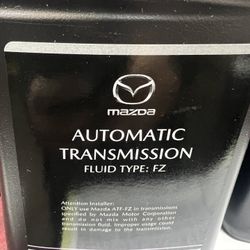 mazda
AUTOMATIC
TRANSMISSION
FLUID TYPE: FZ
Attention Installer:
ONLY use Mazda ATF-FZ in transmissions
specified by Mazda Motor Corporation
and do not mix with any other
transmission fluid. Improper usage could
result in damage to the transmission.